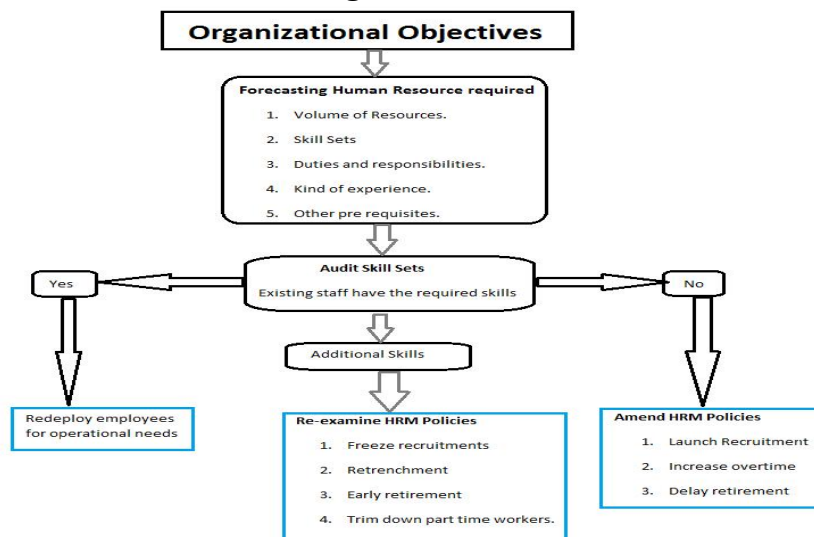 Organizational Objectives
Forecasting Human Resource required
1. Volume of Resources.
2. Skill Sets
3. Duties and responsibilities.
4. Kind of experience.
5. Other pre requisites.
Audit Skill Sets
Existing staff have the required skills
Yes
No
Additional Skills
Redeploy employees
for operational needs
Re-examine HRM Policies
1. Freeze recruitments
2. Retrenchment
3. Early retirement
4. Trim down part time workers.
Amend HRM Policies
1. Launch Recruitment
2. Increase overtime
3. Delay retirement